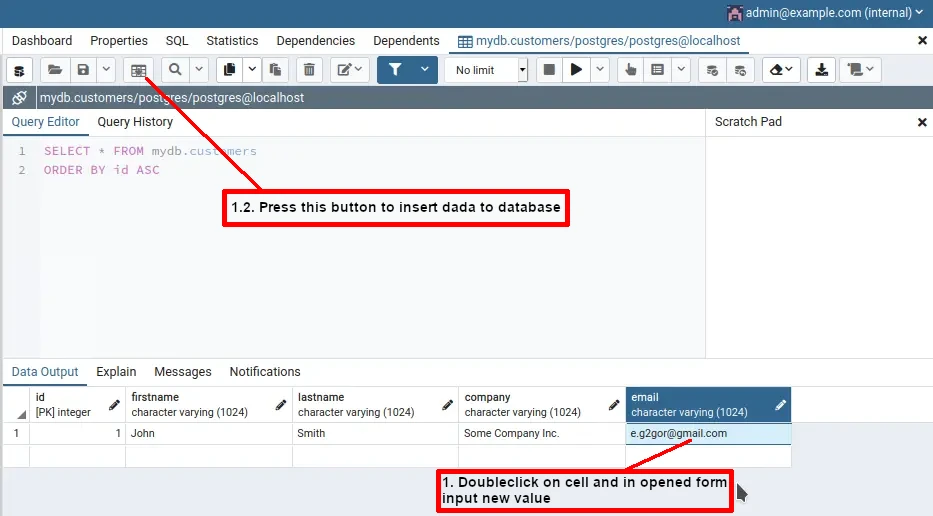 admin@example.com (internal)
Dashboard Properties SQL Statistics Dependencies Dependents mydb.customers/postgres/postgres@localhost
No limit
mydb.customers/postgres/postgres@localhost
Query Editor Query History Scratch Pad
1 SELECT * FROM mydb.customers
2 ORDER BY id ASC
1.2. Press this button to insert dada to database
Data Output Explain Messages Notifications
id firstname lastname company email
[PK] integer character varying (1024) character varying (1024) character varying (1024) character varying (1024)
1 1 John Smith Some Company Inc. e.g2gor@gmail.com
1. Doubleclick on cell and in opened form
input new value